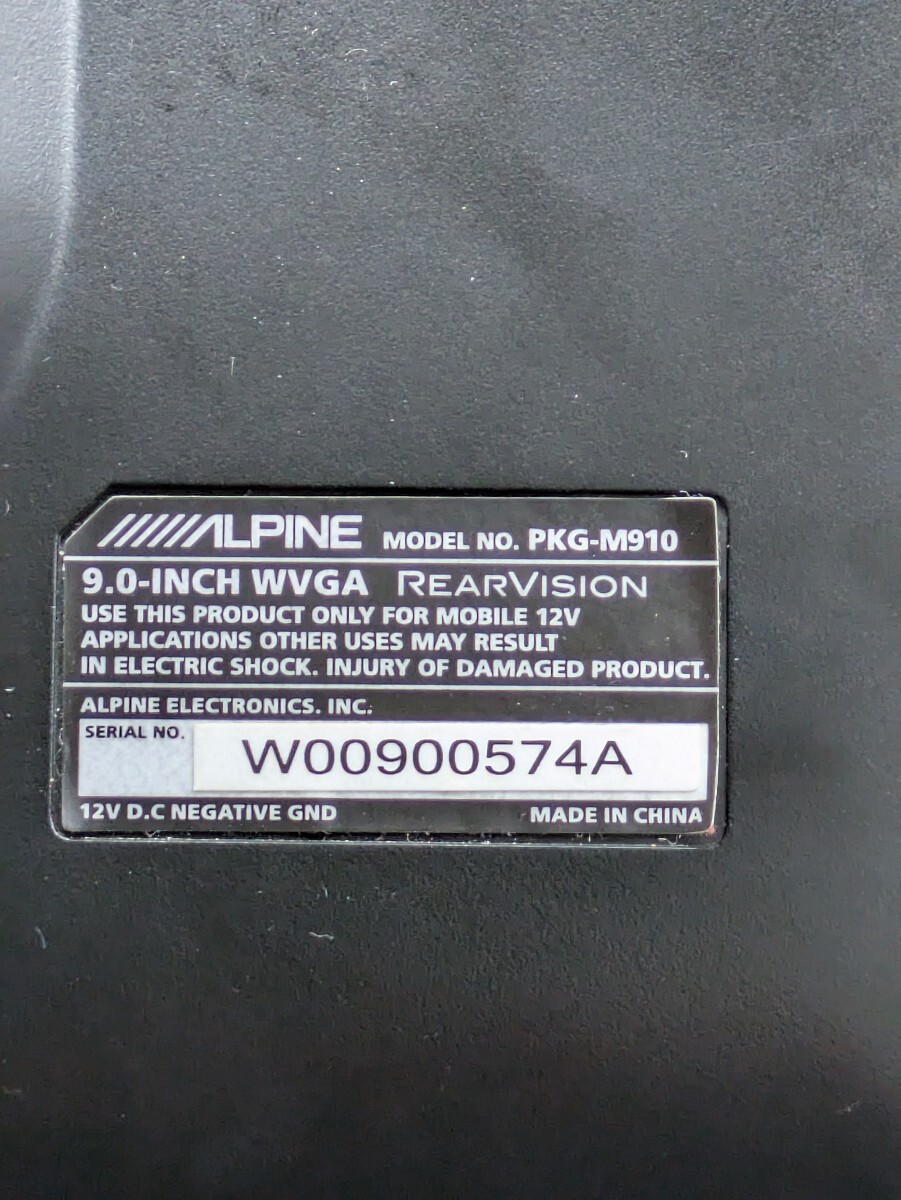 ALPINE MODEL NO. PKG-M910
9.0-INCH WVGA REARVISION
USE THIS PRODUCT ONLY FOR MOBILE 12V
APPLICATIONS OTHER USES MAY RESULT
IN ELECTRIC SHOCK. INJURY OF DAMAGED PRODUCT.
ALPINE ELECTRONICS. INC.
SERIAL NO. W00900574A
12V D.C NEGATIVE GND MADE IN CHINA